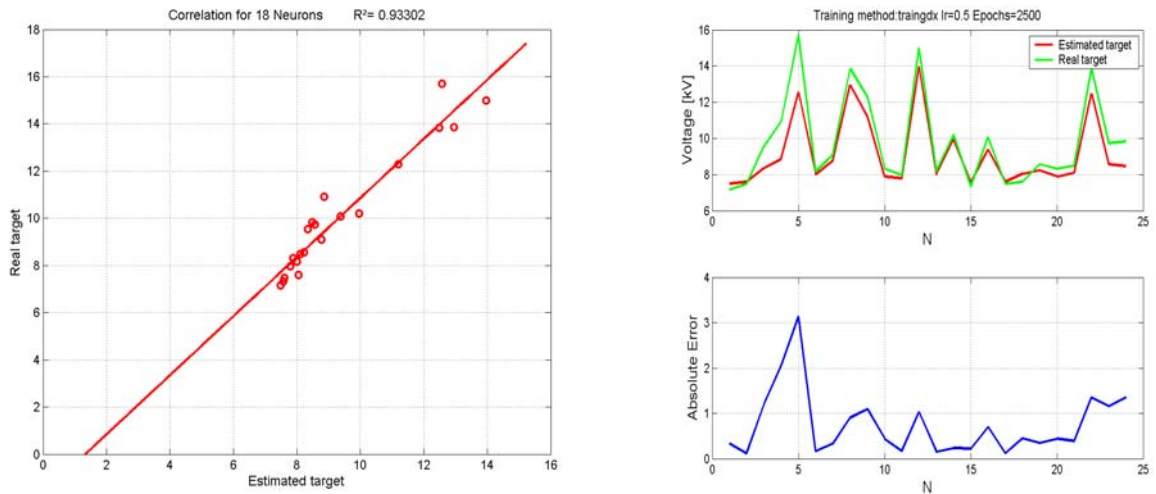 Correlation for 18 Neurons R²= 0.93302
18
16
14
12
10
8
6
4
2
0
Real target
0 2 4 6 8 10 12 14 16
Estimated target
Training method:traingdx lr=0.5 Epochs=2500
Estimated target
Real target
16
14
12
10
8
6
Voltage [kV]
0 5 10 15 20 25
N
4
3
2
1
0
Absolute Error
0 5 10 15 20 25
N